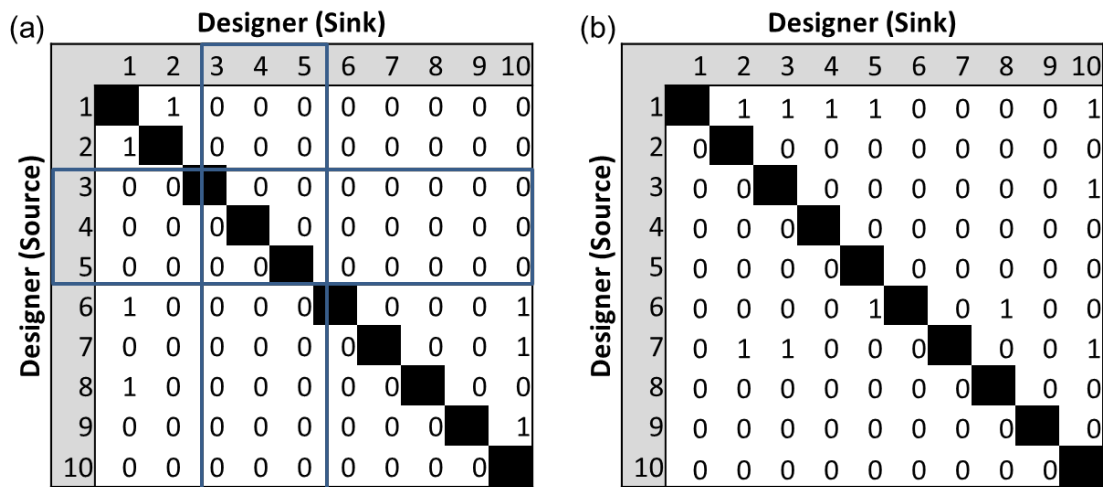 (a)
Designer (Sink)
1 2 3 4 5 6 7 8 9 10
Designer (Source)
1 1 0 0 0 0 0 0 0 0
2 1 0 0 0 0 0 0 0 0
3 0 0 0 0 0 0 0 0 0
4 0 0 0 0 0 0 0 0 0
5 0 0 0 0 0 0 0 0 0
6 1 0 0 0 0 0 0 0 1
7 0 0 0 0 0 0 0 0 1
8 1 0 0 0 0 0 0 0 0
9 0 0 0 0 0 0 0 0 1
10 0 0 0 0 0 0 0 0 0
(b)
Designer (Sink)
1 2 3 4 5 6 7 8 9 10
Designer (Source)
1 1 1 1 1 0 0 0 0 1
2 0 0 0 0 0 0 0 0 0
3 0 0 0 0 0 0 0 0 1
4 0 0 0 0 0 0 0 0 0
5 0 0 0 0 0 0 0 0 0
6 0 0 0 0 1 0 1 0 0
7 0 1 1 0 0 0 0 0 1
8 0 0 0 0 0 0 0 0 0
9 0 0 0 0 0 0 0 0 0
10 0 0 0 0 0 0 0 0 0